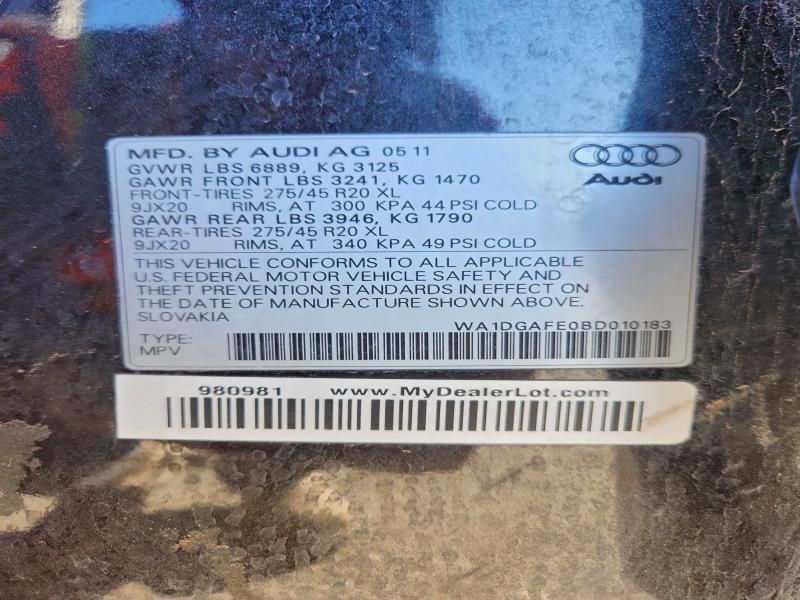 MFD. BY AUDI AG 05 11
GVWR LBS 6889, KG 3125
GAWR FRONT LBS 3241, KG 1470
FRONT-TIRES 275/45 R20 XL
9JX20 RIMS, AT 300 KPA 44 PSI COLD
GAWR REAR LBS 3946, KG 1790
REAR-TIRES 275/45 R20 XL
9JX20 RIMS, AT 340 KPA 49 PSI COLD
Audi
THIS VEHICLE CONFORMS TO ALL APPLICABLE
U.S. FEDERAL MOTOR VEHICLE SAFETY AND
THEFT PREVENTION STANDARDS IN EFFECT ON
THE DATE OF MANUFACTURE SHOWN ABOVE.
SLOVAKIA WA1DGAFE0BD010183
TYPE:
MPV
980981 www.MyDealerLot.com